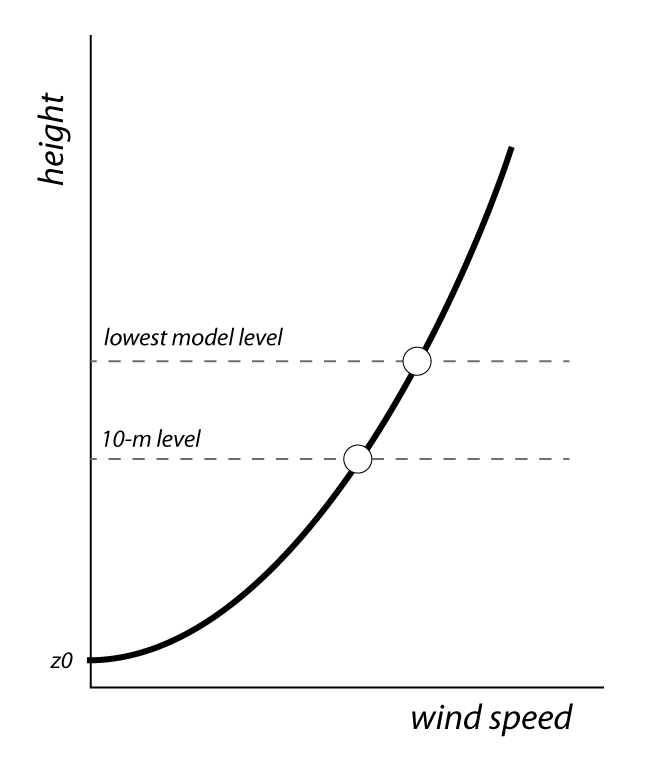 height
lowest model level
10-m level
z0
wind speed